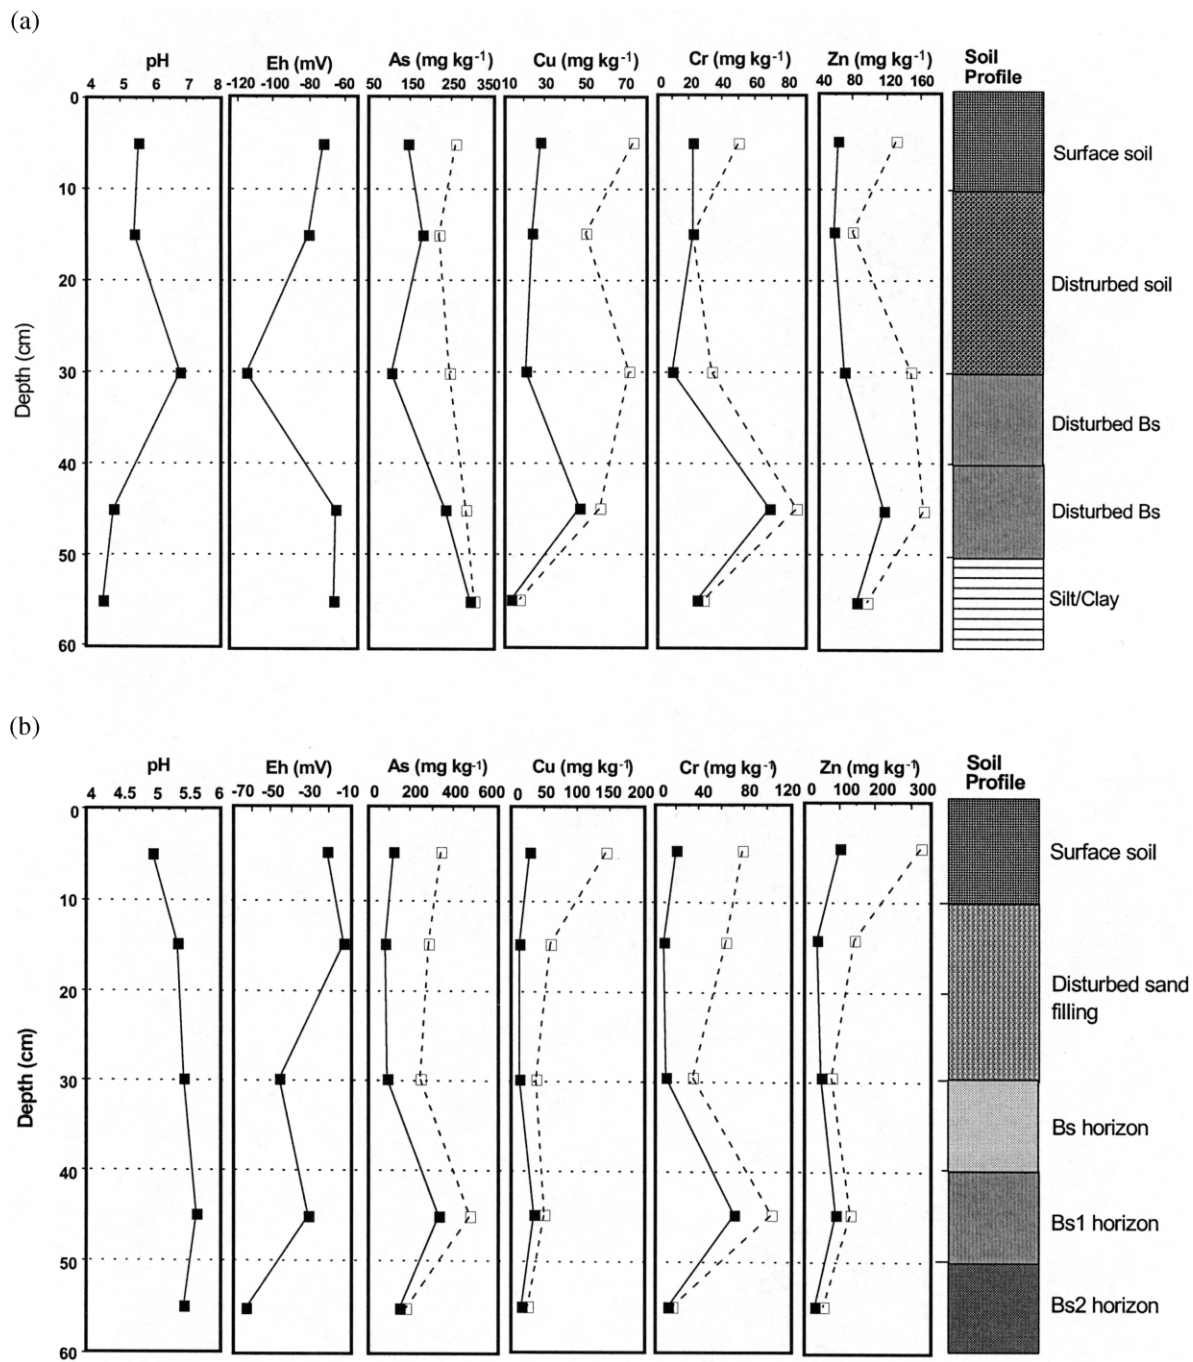 (a)
pH Eh (mV) As (mg kg-1) Cu (mg kg-1) Cr (mg kg-1) Zn (mg kg-1) Soil
Profile
4 5 6 7 8 -120 -100 -80 -60 50 150 250 350 10 30 50 70 0 20 40 60 80 40 80 120 160
0
10
20
30
40
50
60
Depth (cm)
Surface soil
Distrurbed soil
Disturbed Bs
Disturbed Bs
Silt/Clay
(b)
pH Eh (mV) As (mg kg-1) Cu (mg kg-1) Cr (mg kg-1) Zn (mg kg-1) Soil
Profile
4 4.5 5 5.5 6 -70 -50 -30 -10 0 200 400 600 0 50 100 150 200 0 40 80 120 0 100 200 300
0
10
20
30
40
50
60
Depth (cm)
Surface soil
Disturbed sand
filling
Bs horizon
Bs1 horizon
Bs2 horizon